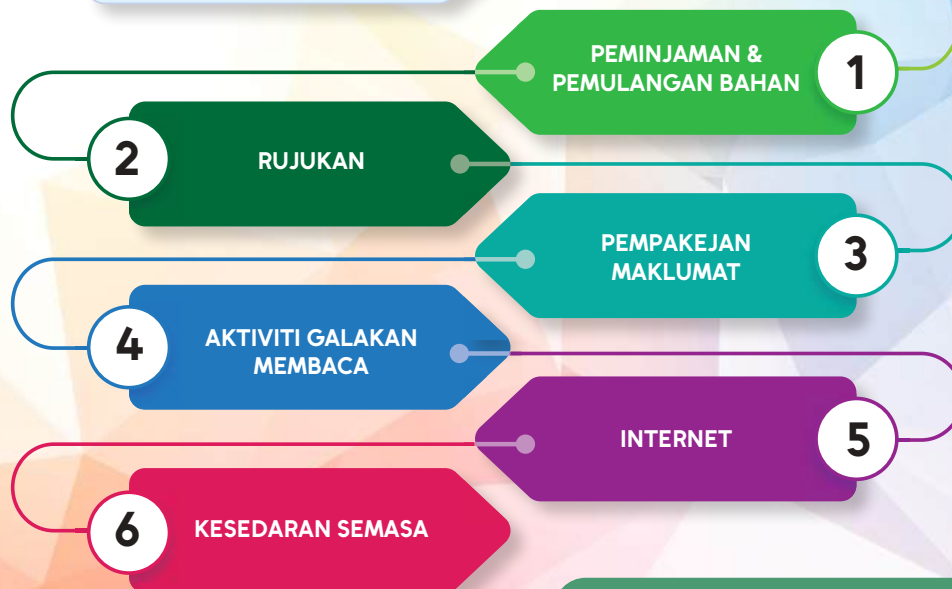 PEMINJAMAN &
PEMULANGAN BAHAN
1
2
RUJUKAN
PEMPAKEJAN
MAKLUMAT
3
4
AKTIVITI GALAKAN
MEMBACA
INTERNET
5
6
KESEDARAN SEMASA